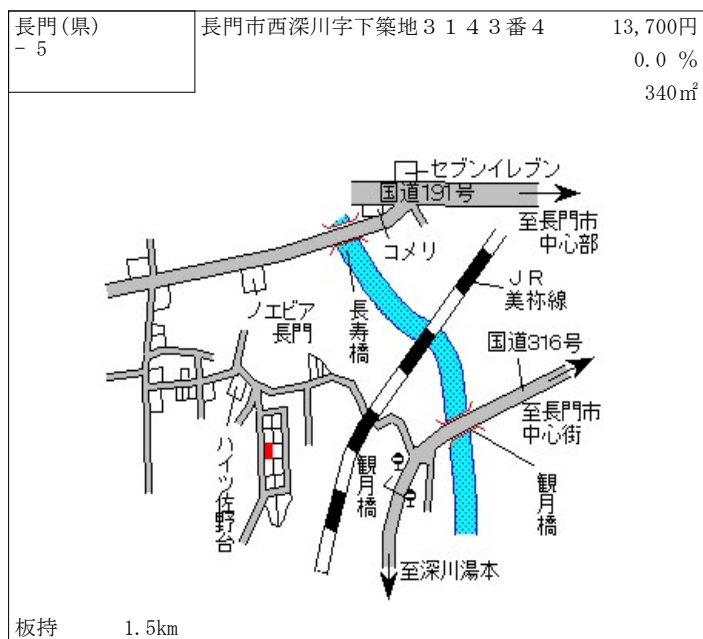 長門(県)
- 5
長門市西深川字下築地３１４３番４
13,700円
0.0 %
340㎡
セブンイレブン
国道191号
至長門市
中心部
コメリ
ＪＲ
美祢線
ノエビア
長門
長寿橋
国道316号
至長門市
中心街
ハイツ佐野台
観月橋
観月橋
至深川湯本
板持 1.5km